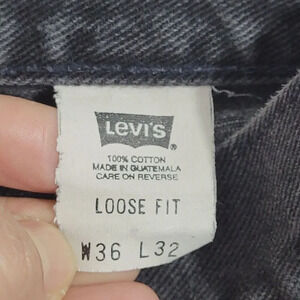 Levi's
®
100% COTTON
MADE IN GUATEMALA
CARE ON REVERSE
LOOSE FIT
W36 L32